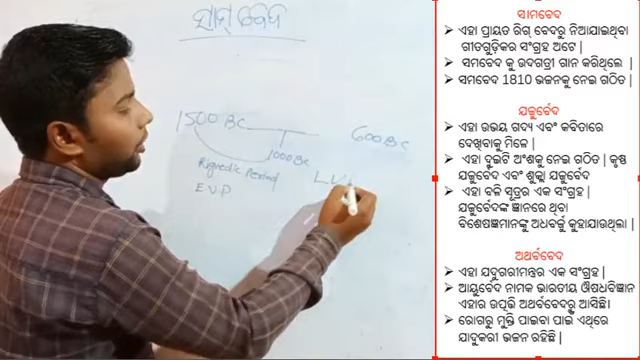 ସାମ୍ ବେଦ
1500 BC
600 BC
1000 BC
Rigvedic Period
E V P
L V
ସାମବେଦ
➤ ଏହା ପ୍ରାୟତ ରିଗ୍ ବେଦରୁ ନିଆଯାଇଥିବା
ଗୀତଗୁଡ଼ିକର ସଂଗ୍ରହ ଅଟେ |
➤ ସମବେଦ କୁ ଉଦଗତ୍ରୀ ଗାନ କରିଥିଲେ |
➤ ସମବେଦ 1810 ଭଜନକୁ ନେଇ ଗଠିତ |
ଯଜୁର୍ବେଦ
➤ ଏହା ଉଭୟ ଗଦ୍ୟ ଏବଂ କବିତାରେ
ଦେଖିବାକୁ ମିଳେ |
➤ ଏହା ଦୁଇଟି ଅଂଶକୁ ନେଇ ଗଠିତ | କୃଷ୍ଣ
ଯଜୁର୍ବେଦ ଏବଂ ଶୁକ୍ଲା ଯଜୁର୍ବେଦ
➤ ଏହା ବଳି ସୂତ୍ରର ଏକ ସଂଗ୍ରହ |
ଯଜୁର୍ବେଦଙ୍କ ଜ୍ଞାନରେ ଥିବା
ବିଶେଷଜ୍ଞମାନଙ୍କୁ ଅଧବର୍ଜୁ କୁହାଯାଉଥିଲା |
ଅଥର୍ବବେଦ
➤ ଏହା ଯଦୁଗରୀମନ୍ତ୍ରର ଏକ ସଂଗ୍ରହ |
➤ ଆୟୁର୍ବେଦ ନାମକ ଭାରତୀୟ ଔଷଧବିଜ୍ଞାନ
ଏହାର ଉତ୍ପତ୍ତି ଅଥର୍ବବେଦରୁ ଆସିଛି।
➤ ରୋଗରୁ ମୁକ୍ତି ପାଇବା ପାଇଁ ଏଥିରେ
ଯାଦୁକରୀ ଭଜନ ରହିଛି |